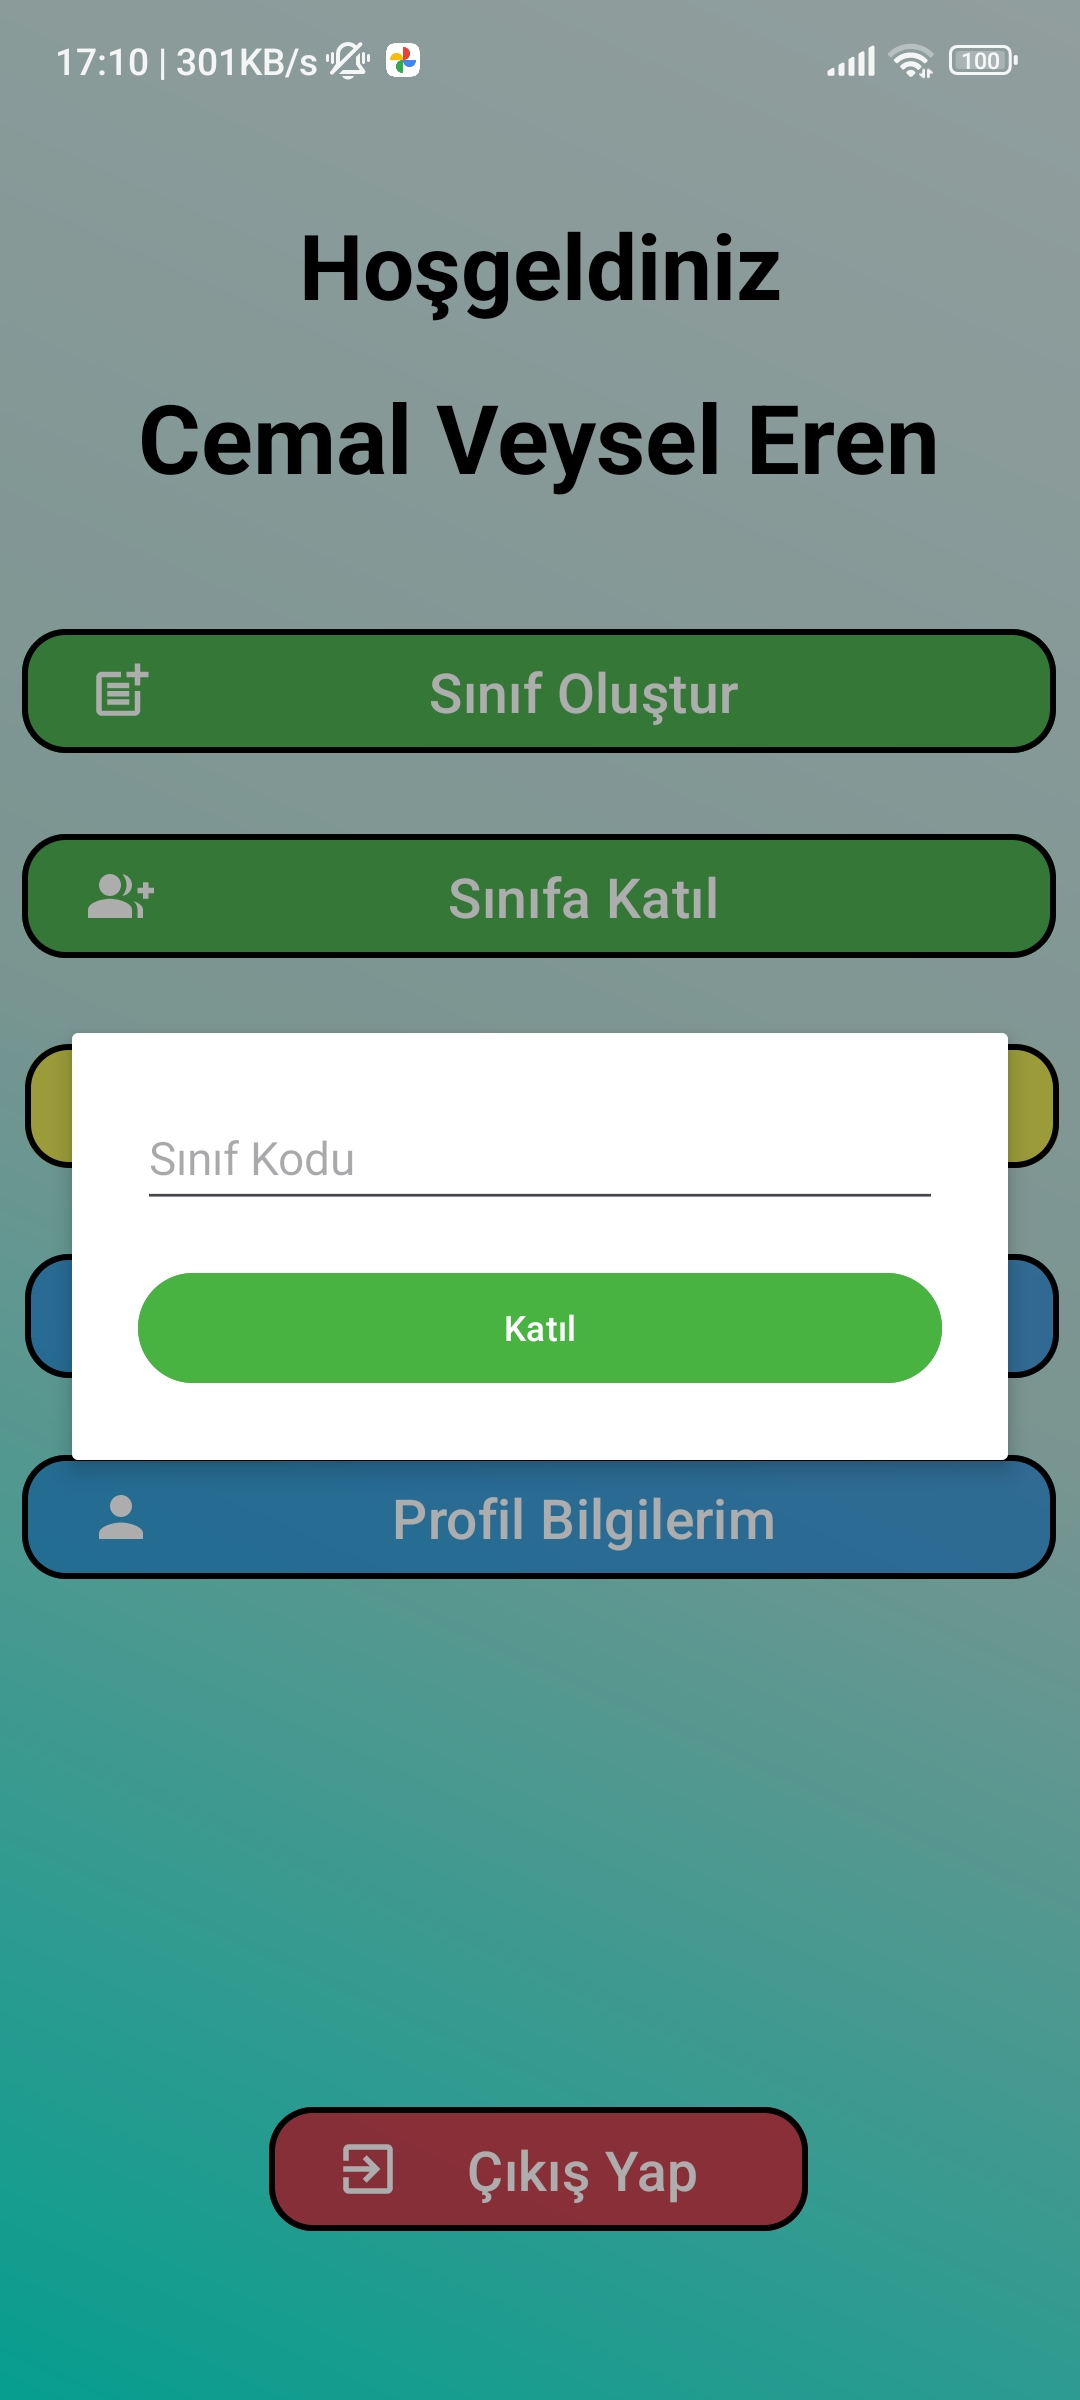 17:10 | 301KB/s
100
Hoşgeldiniz
Cemal Veysel Eren
Sınıf Oluştur
Sınıfa Katıl
Sınıf Kodu
Katıl
Profil Bilgilerim
Çıkış Yap